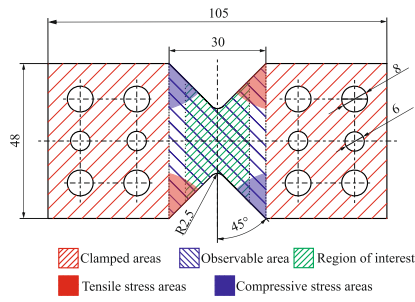 105
30
8
6
48
R2.5
45°
Clamped areas
Observable area
Region of interest
Tensile stress areas
Compressive stress areas